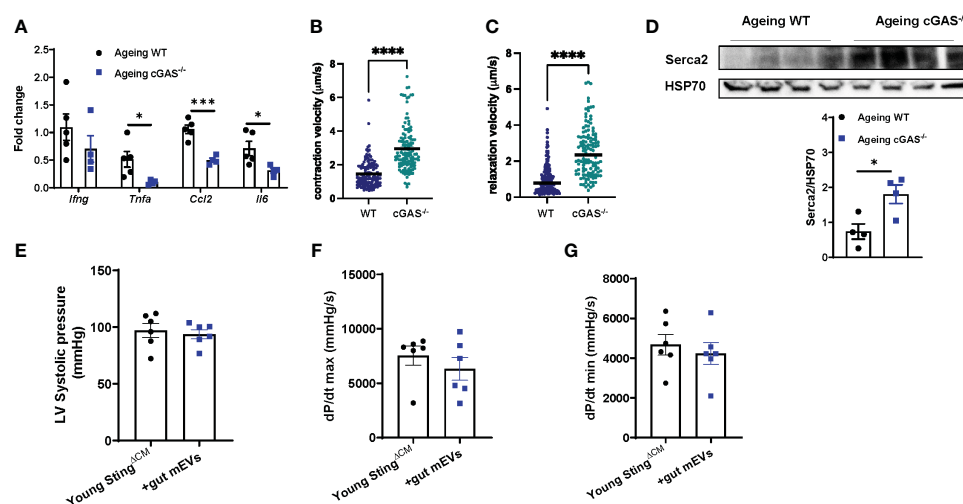 A
Fold change
2.5
2.0
1.5
1.0
0.5
0.0
Ageing WT
Ageing cGAS-/-
*
***
*
Ifng
Tnfa
Ccl2
Il6
B
contraction velocity (μm/s)
8
6
4
2
0
****
WT
cGAS-/-
C
relaxation velocity (μm/s)
8
6
4
2
0
****
WT
cGAS-/-
D
Ageing WT
Ageing cGAS-/-
Serca2
HSP70
Ageing WT
Ageing cGAS-/-
Serca2/HSP70
4
3
2
1
0
*
E
LV Systolic pressure
(mmHg)
150
100
50
0
Young StingΔCM
+gut mEVs
F
dP/dt max (mmHg/s)
15000
10000
5000
0
Young StingΔCM
+gut mEVs
G
dP/dt min (mmHg/s)
8000
6000
4000
2000
0
Young StingΔCM
+gut mEVs